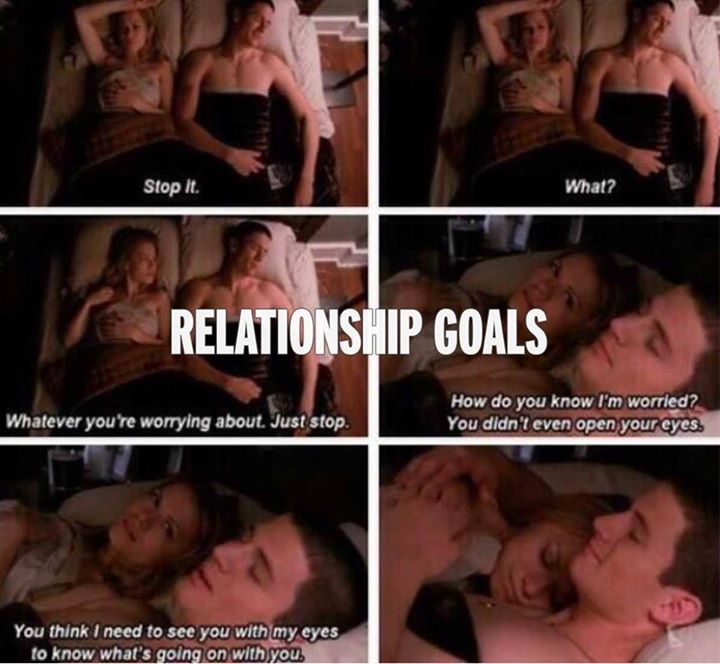 Stop it.
What?
Whatever you're worrying about. Just stop.
RELATIONSHIP GOALS
How do you know I'm worried?
You didn't even open your eyes.
You think I need to see you with my eyes
to know what's going on with you.